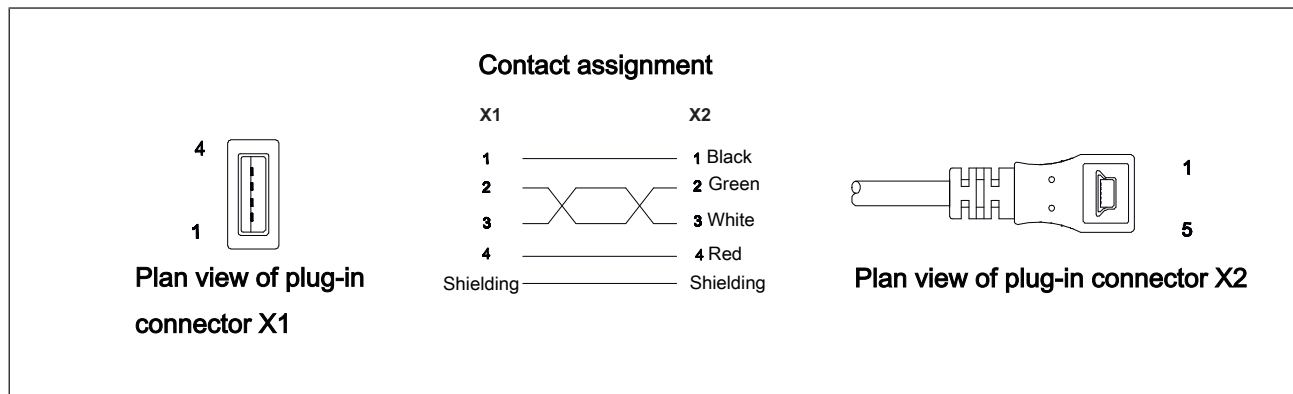 Contact assignment
X1 X2
1 1 Black
2 2 Green
3 3 White
4 4 Red
Shielding Shielding
4
1
Plan view of plug-in
connector X1
1
5
Plan view of plug-in connector X2